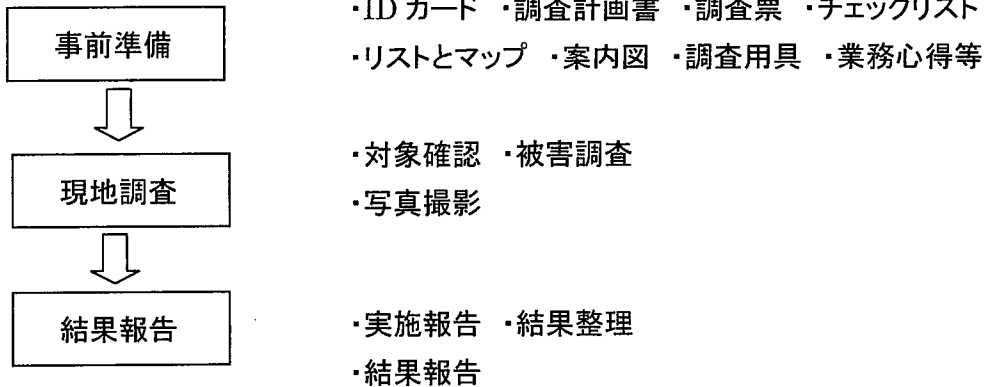 ・IDカード ・調査計画書 ・調査票 ・チェックリスト
事前準備
・リストとマップ ・案内図 ・調査用具 ・業務心得等
・対象確認 ・被害調査
現地調査
・写真撮影
結果報告
・実施報告 ・結果整理
・結果報告